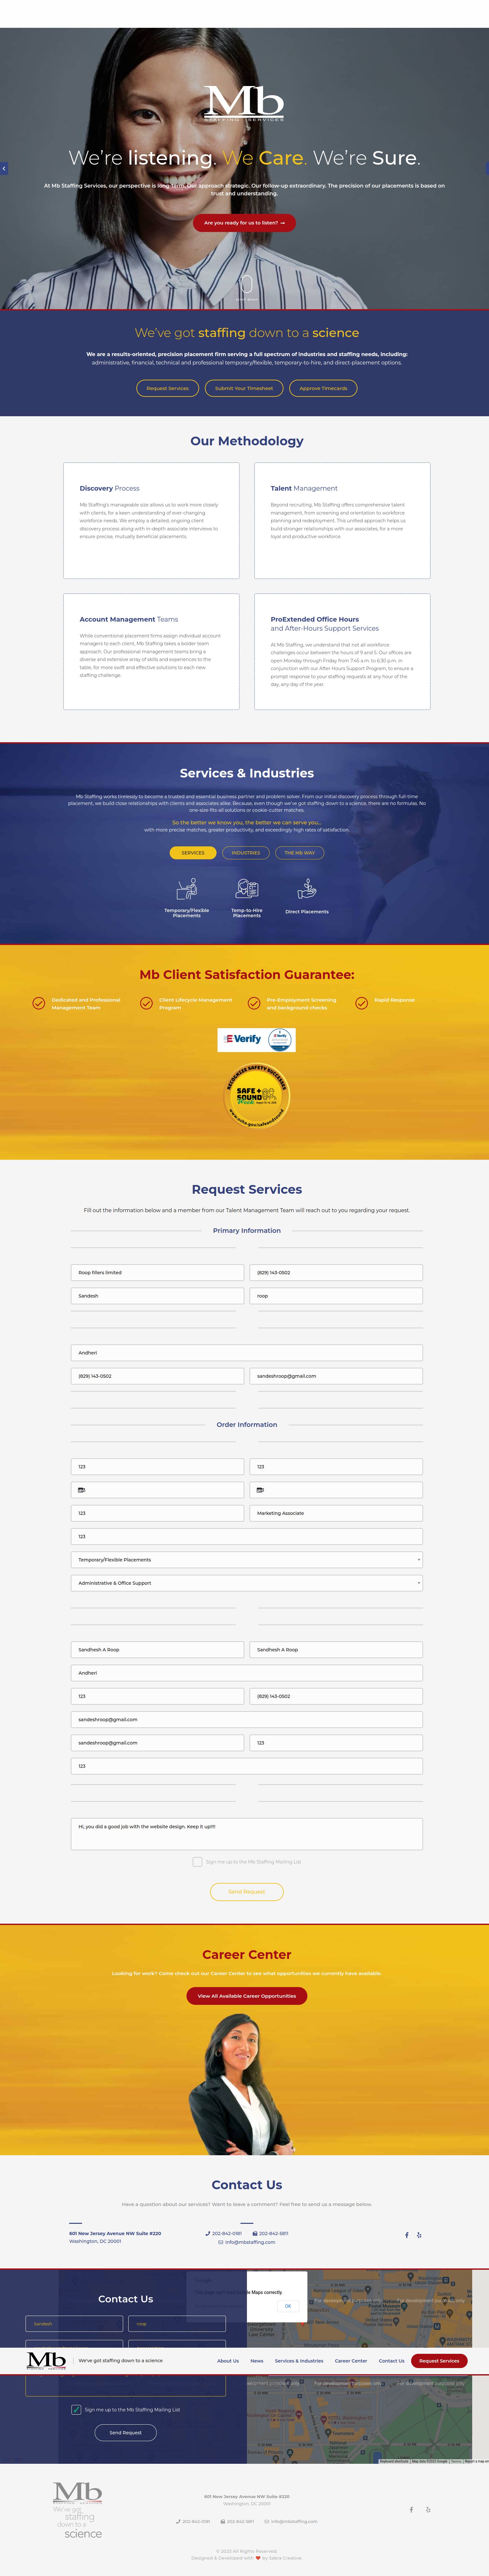 Mb
STAFFING SERVICES
We're listening. We Care. We're Sure.
At Mb Staffing Services, our perspective is long-term. Our approach strategic. Our follow-up extraordinary. The precision of our placements is based on
trust and understanding.
Are you ready for us to listen? →
We've got staffing down to a science
We are a results-oriented, precision placement firm serving a full spectrum of industries and staffing needs, including:
administrative, financial, technical and professional temporary/flexible, temporary-to-hire, and direct-placement options.
Request Services
Submit Your Timesheet
Approve Timecards
Our Methodology
Discovery Process
Mb Staffing's manageable size allows us to work more closely
with clients, for a keen understanding of ever-changing
workforce needs. We employ a detailed, ongoing client
discovery process along with in-depth associate interviews to
ensure precise, mutually beneficial placements.
Talent Management
Beyond recruiting, Mb Staffing offers comprehensive talent
management, from screening and orientation to workforce
planning and redeployment. This unified approach helps us
build stronger relationships with our associates, for a more
loyal and productive workforce.
Account Management Teams
While conventional placement firms assign individual account
managers to each client, Mb Staffing takes a bolder team
approach. Our professional management teams bring a
diverse and extensive array of skills and experiences to the
table, for more swift and effective solutions to each new
staffing challenge.
ProExtended Office Hours
and After-Hours Support Services
At Mb Staffing, we understand that not all workforce
challenges occur between the hours of 9 and 5. Our offices are
open Monday through Friday from 7:45 a.m. to 6:30 p.m. in
conjunction with our After Hours Support Program, to ensure a
prompt response to your staffing requests at any hour of the
day, any day of the year.
Services & Industries
Mb Staffing works tirelessly to become a trusted and essential business partner and problem solver. From our initial discovery process through full-time
placement, we build close relationships with clients and associates alike. Because, even though we've got staffing down to a science, there are no formulas. No
one-size-fits-all solutions or cookie-cutter matches.
So the better we know you, the better we can serve you...
with more precise matches, greater productivity, and exceedingly high rates of satisfaction.
SERVICES
INDUSTRIES
THE Mb WAY
Temporary/Flexible
Placements
Temp-to-Hire
Placements
Direct Placements
Mb Client Satisfaction Guarantee:
Dedicated and Professional
Management Team
Client Lifecycle Management
Program
Pre-Employment Screening
and background checks
Rapid Response
E-Verify
RECOGNIZE SAFETY SUCCESSES
SAFE +
SOUND
Week
www.osha.gov/safeandsound
Request Services
Fill out the information below and a member from our Talent Management Team will reach out to you regarding your request.
Primary Information
Roop fillers limited
(829) 143-0502
Sandesh
roop
Andheri
(829) 143-0502
sandeshroop@gmail.com
Order Information
123
123
123
Marketing Associate
123
Temporary/Flexible Placements
Administrative & Office Support
Sandhesh A Roop
Sandhesh A Roop
Andheri
123
(829) 143-0502
sandeshroop@gmail.com
sandeshroop@gmail.com
123
123
Hi, you did a good job with the website design. Keep it up!!!!
Sign me up to the Mb Staffing Mailing List
Send Request
Career Center
Looking for work? Come check out our Career Center to see what opportunities we currently have available.
View All Available Career Opportunities
Contact Us
Have a question about our services? Want to leave a comment? Feel free to send us a message below.
601 New Jersey Avenue NW Suite #220
Washington, DC 20001
202-842-0181
202-842-5811
info@mbstaffing.com
Contact Us
Sandesh
roop
OK
Mb
STAFFING SERVICES
We've got staffing down to a science
About Us
News
Services & Industries
Career Center
Contact Us
Request Services
Sign me up to the Mb Staffing Mailing List
Send Request
Mb
STAFFING SERVICES
We've got
staffing
down to a
science
601 New Jersey Avenue NW Suite #220
Washington, DC 20001
202-842-0181
202-842-5811
info@mbstaffing.com
© 2023 All Rights Reserved.
Designed & Developed with ❤ by Sabre Creative